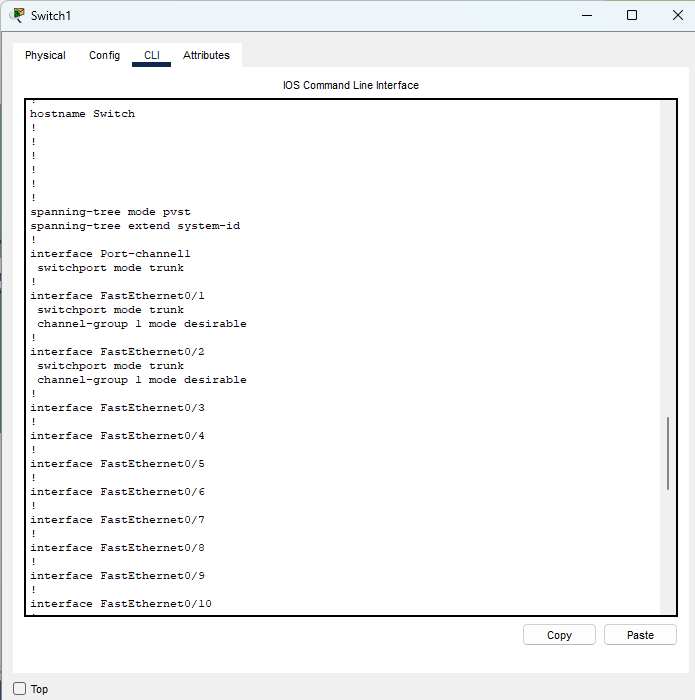 Switch1
Physical Config CLI Attributes
IOS Command Line Interface
!
hostname Switch
!
!
!
!
!
!
spanning-tree mode pvst
spanning-tree extend system-id
!
interface Port-channel1
switchport mode trunk
!
interface FastEthernet0/1
switchport mode trunk
channel-group 1 mode desirable
!
interface FastEthernet0/2
switchport mode trunk
channel-group 1 mode desirable
!
interface FastEthernet0/3
!
interface FastEthernet0/4
!
interface FastEthernet0/5
!
interface FastEthernet0/6
!
interface FastEthernet0/7
!
interface FastEthernet0/8
!
interface FastEthernet0/9
!
interface FastEthernet0/10
!
Copy Paste
Top